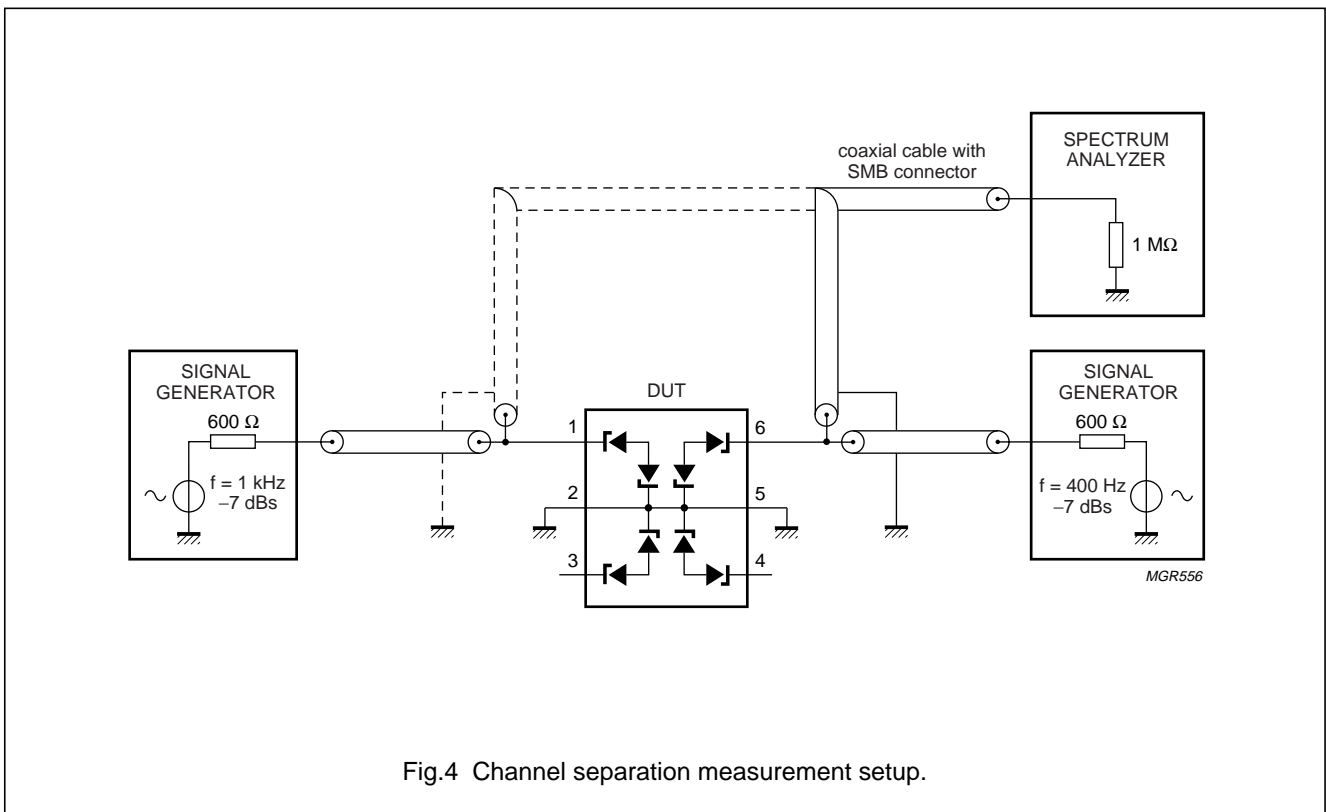 coaxial cable with
SMB connector
SPECTRUM
ANALYZER
1 MΩ
SIGNAL
GENERATOR
600 Ω
f = 1 kHz
−7 dBs
DUT
1
2
3
6
5
4
SIGNAL
GENERATOR
600 Ω
f = 400 Hz
−7 dBs
MGR556
Fig.4 Channel separation measurement setup.